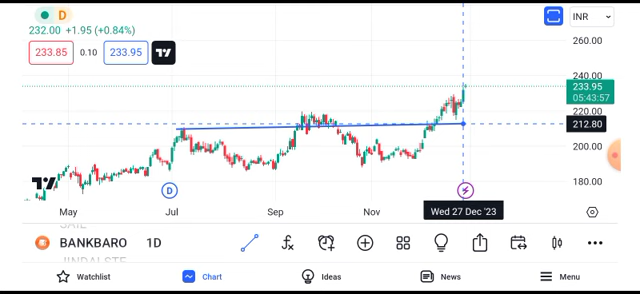 D
INR
232.00 +1.95 (+0.84%)
233.85 0.10 233.95
260.00
240.00
233.95
05:43:57
220.00
212.80
200.00
180.00
D
May Jul Sep Nov Wed 27 Dec '23
BANKBARO 1D
Watchlist Chart Ideas News Menu